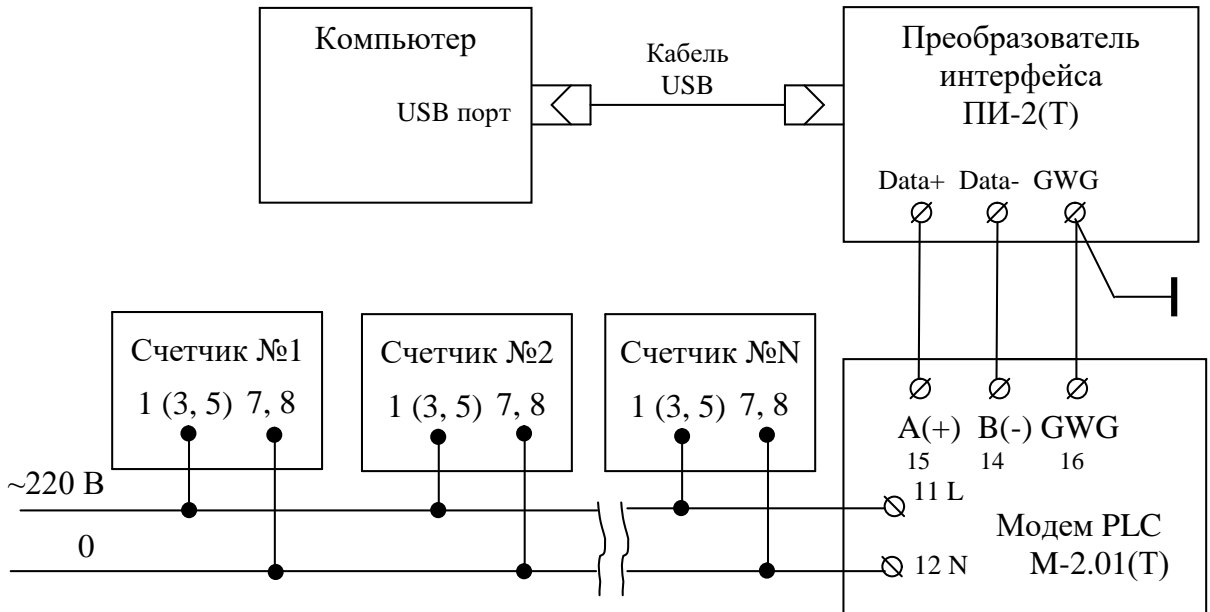 Компьютер
USB порт
Кабель
USB
Преобразователь
интерфейса
ПИ-2(Т)
Data+ Data- GWG
Счетчик №1
1 (3, 5) 7, 8
Счетчик №2
1 (3, 5) 7, 8
Счетчик №N
1 (3, 5) 7, 8
A(+) B(-) GWG
15 14 16
~220 В
11 L
0
12 N
Модем PLC
М-2.01(Т)